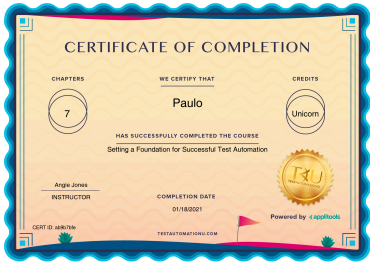 CERTIFICATE OF COMPLETION
CHAPTERS
7
WE CERTIFY THAT
Paulo
CREDITS
Unicorn
HAS SUCCESSFULLY COMPLETED THE COURSE
Setting a Foundation for Successful Test Automation
TAU
Angie Jones
INSTRUCTOR
COMPLETION DATE
01/18/2021
Powered by applitools
CERT ID:
TESTAUTOMATIONU.COM